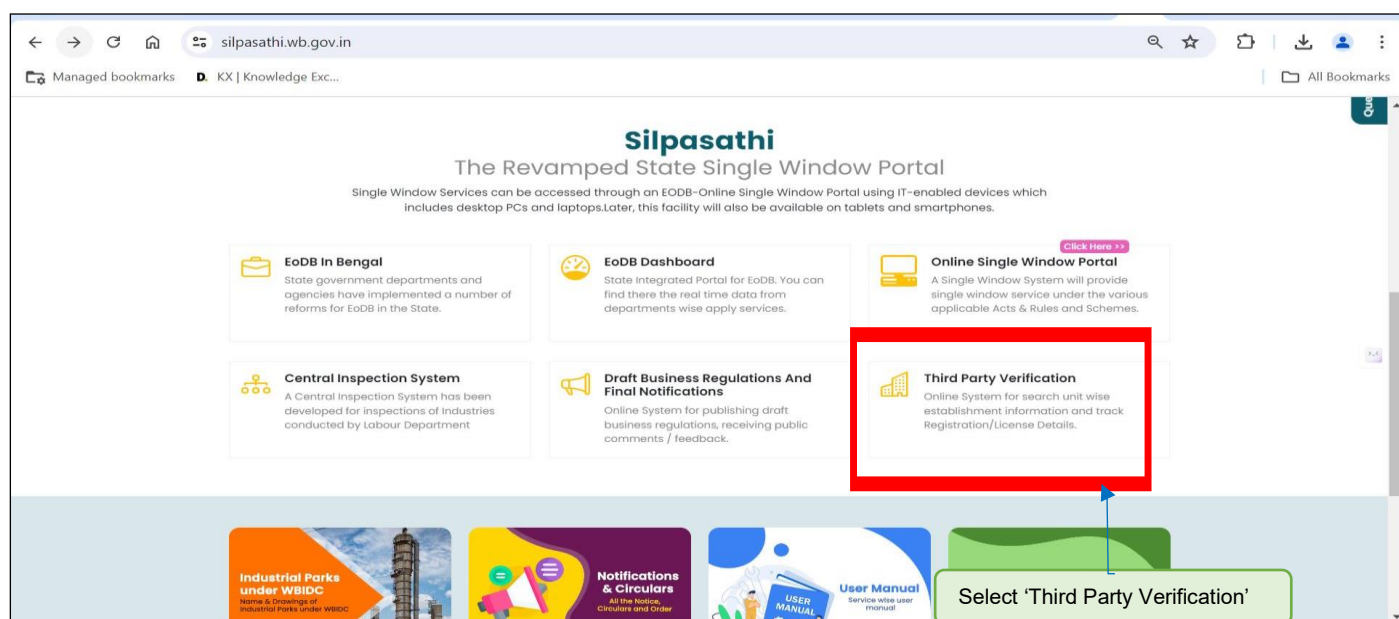 silpasathi.wb.gov.in
Managed bookmarks
D. KX | Knowledge Exc...
All Bookmarks
Que
Silpasathi
The Revamped State Single Window Portal
Single Window Services can be accessed through an EODB-Online Single Window Portal using IT-enabled devices which
includes desktop PCs and laptops.Later, this facility will also be available on tablets and smartphones.
EoDB In Bengal
State government departments and
agencies have implemented a number of
reforms for EoDB in the State.
EoDB Dashboard
State Integrated Portal for EoDB. You can
find there the real time data from
departments wise apply services.
Click Here >>
Online Single Window Portal
A Single Window System will provide
single window service under the various
applicable Acts & Rules and Schemes.
Central Inspection System
A Central Inspection System has been
developed for inspections of Industries
conducted by Labour Department
Draft Business Regulations And
Final Notifications
Online System for publishing draft
business regulations, receiving public
comments / feedback.
Third Party Verification
Online System for search unit wise
establishment information and track
Registration/License Details.
Industrial Parks
under WBIDC
Name & Drawings of
Industrial Parks under WBIDC
Notifications
& Circulars
All the Notice,
Circulars and Order
USER
MANUAL
User Manual
Service wise user
manual
Select ‘Third Party Verification’